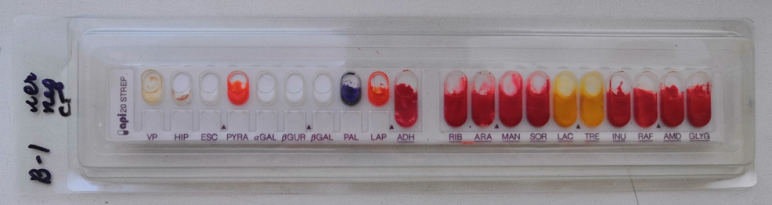 api 20 STREP
VP HIP ESC PYRA αGAL βGUR βGAL PAL LAP ADH RIB ARA MAN SOR LAC TRE INU RAF AMD GLYG
B-1
neg